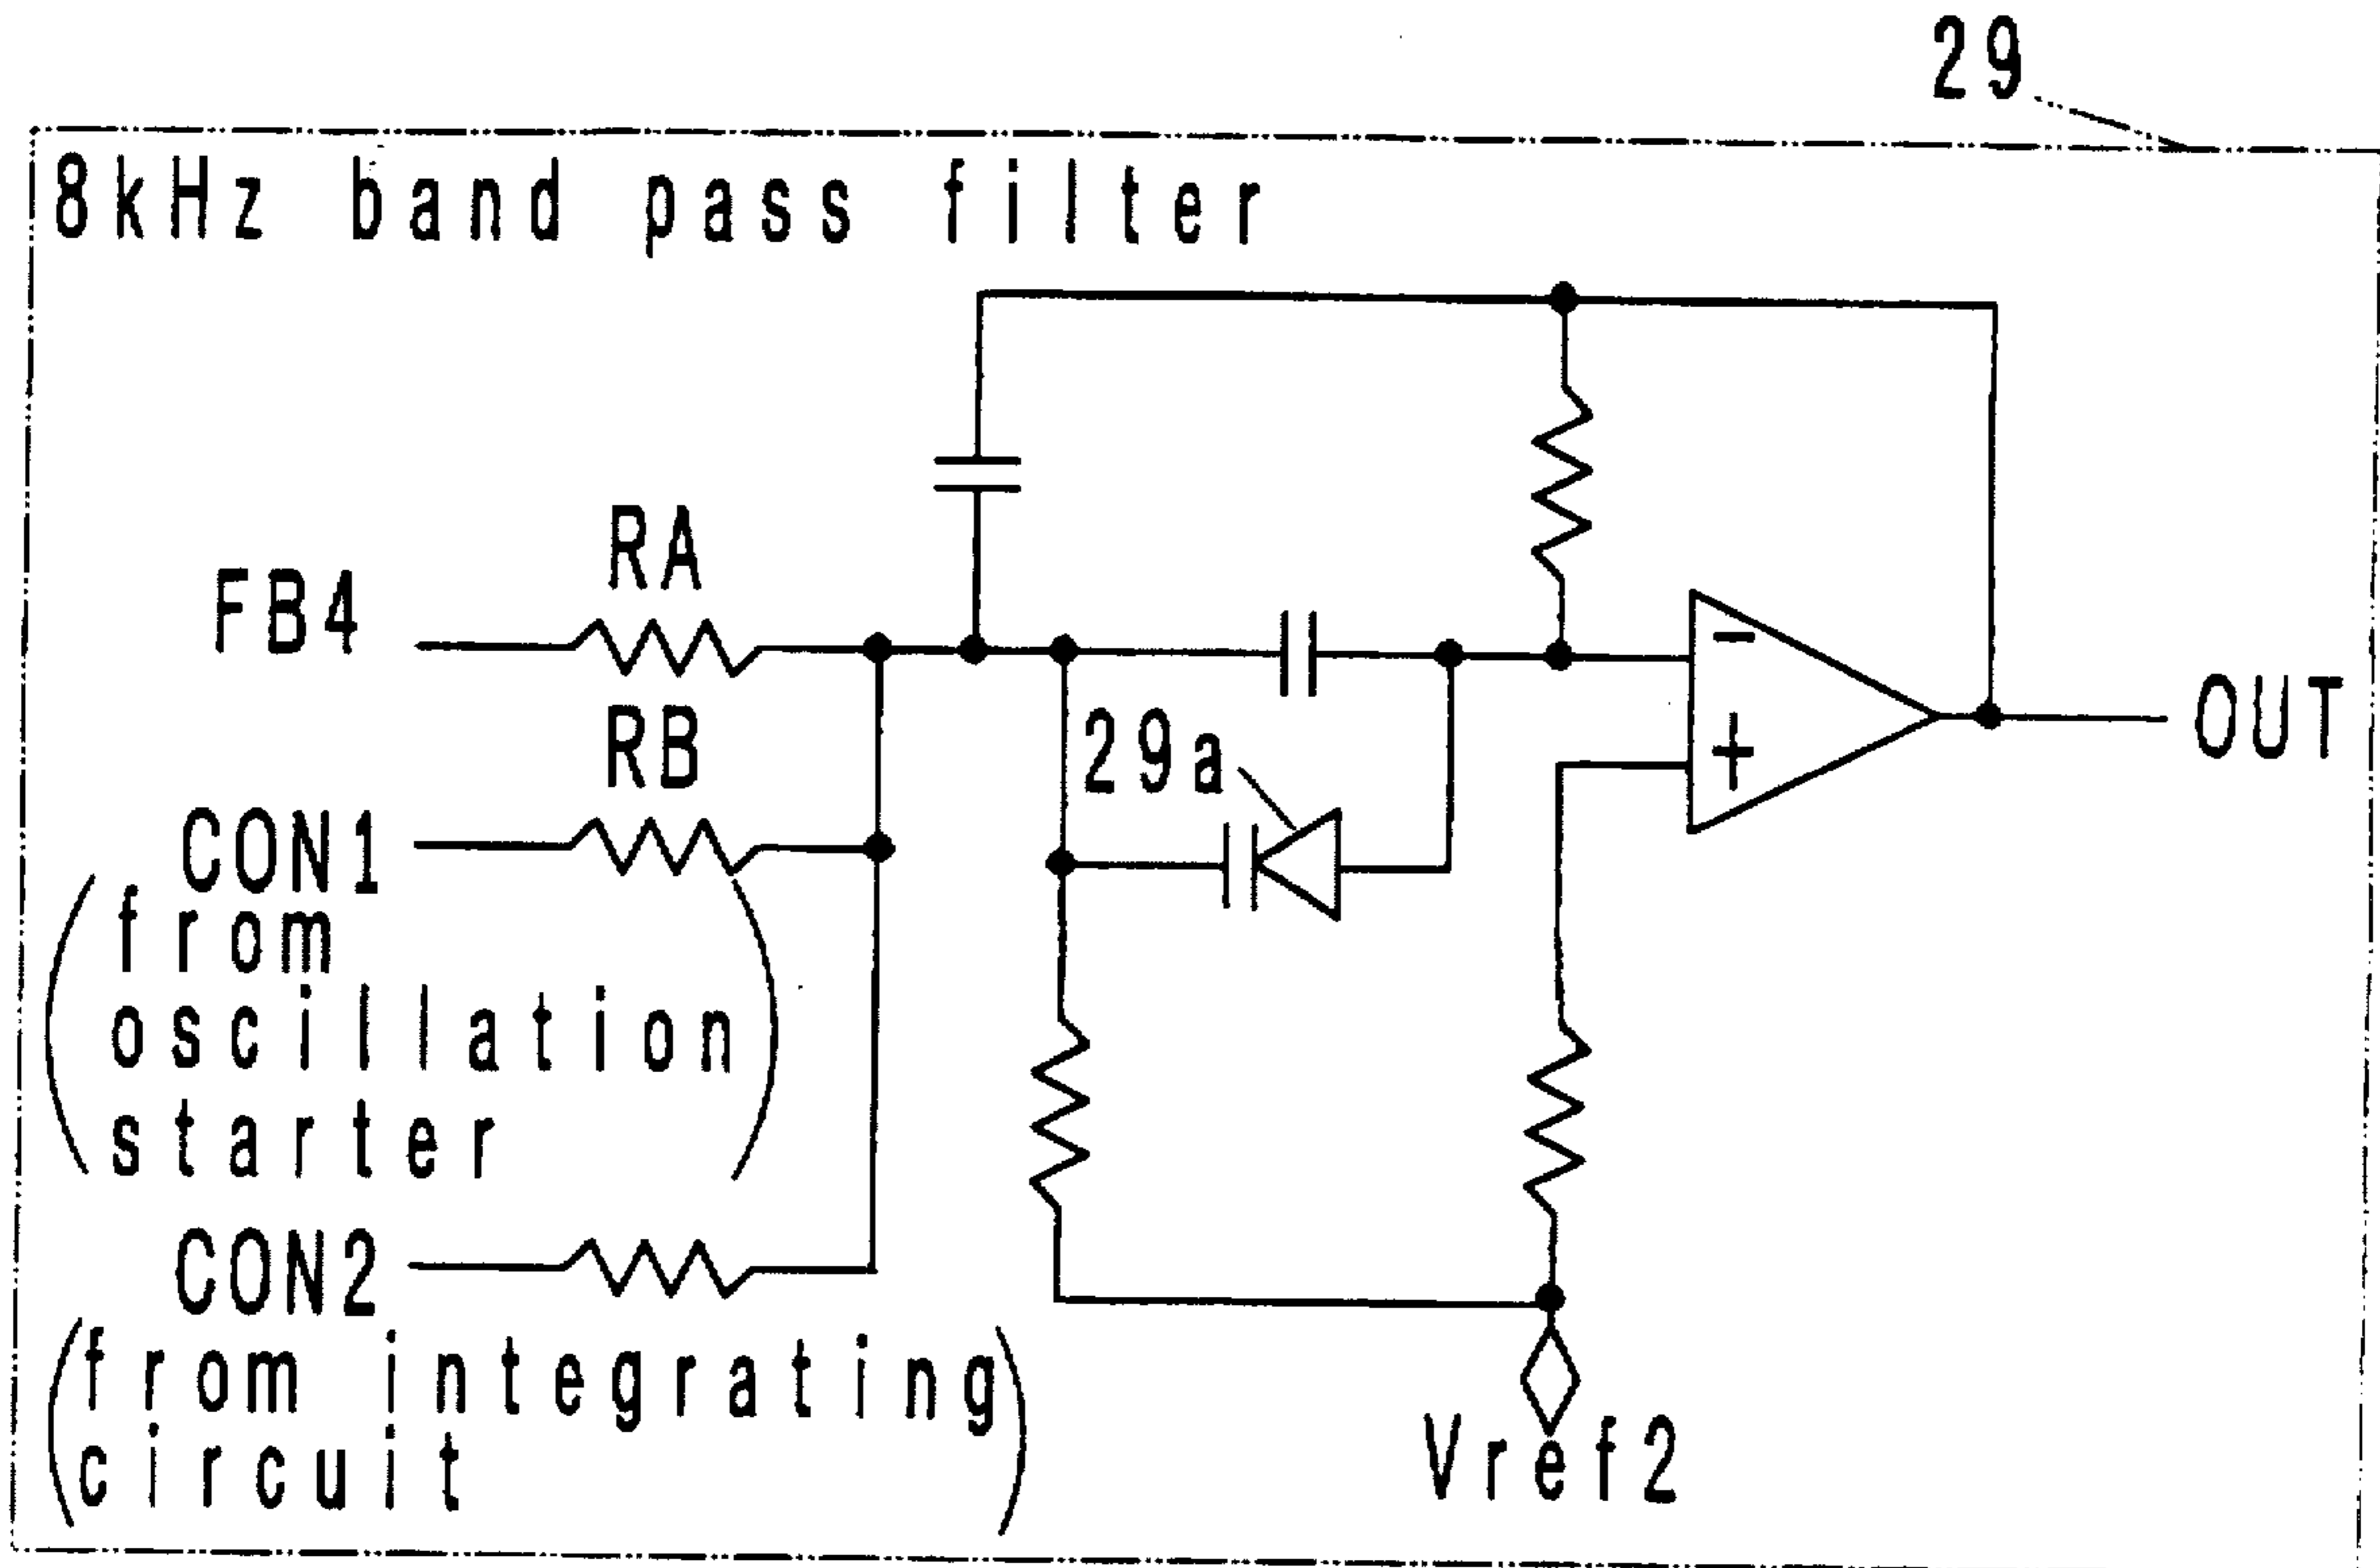 29
8kHz band pass filter
FB4
RA
RB
CON1
(from
oscillation
starter)
CON2
(from integrating
circuit)
29a
−
+
OUT
Vref2